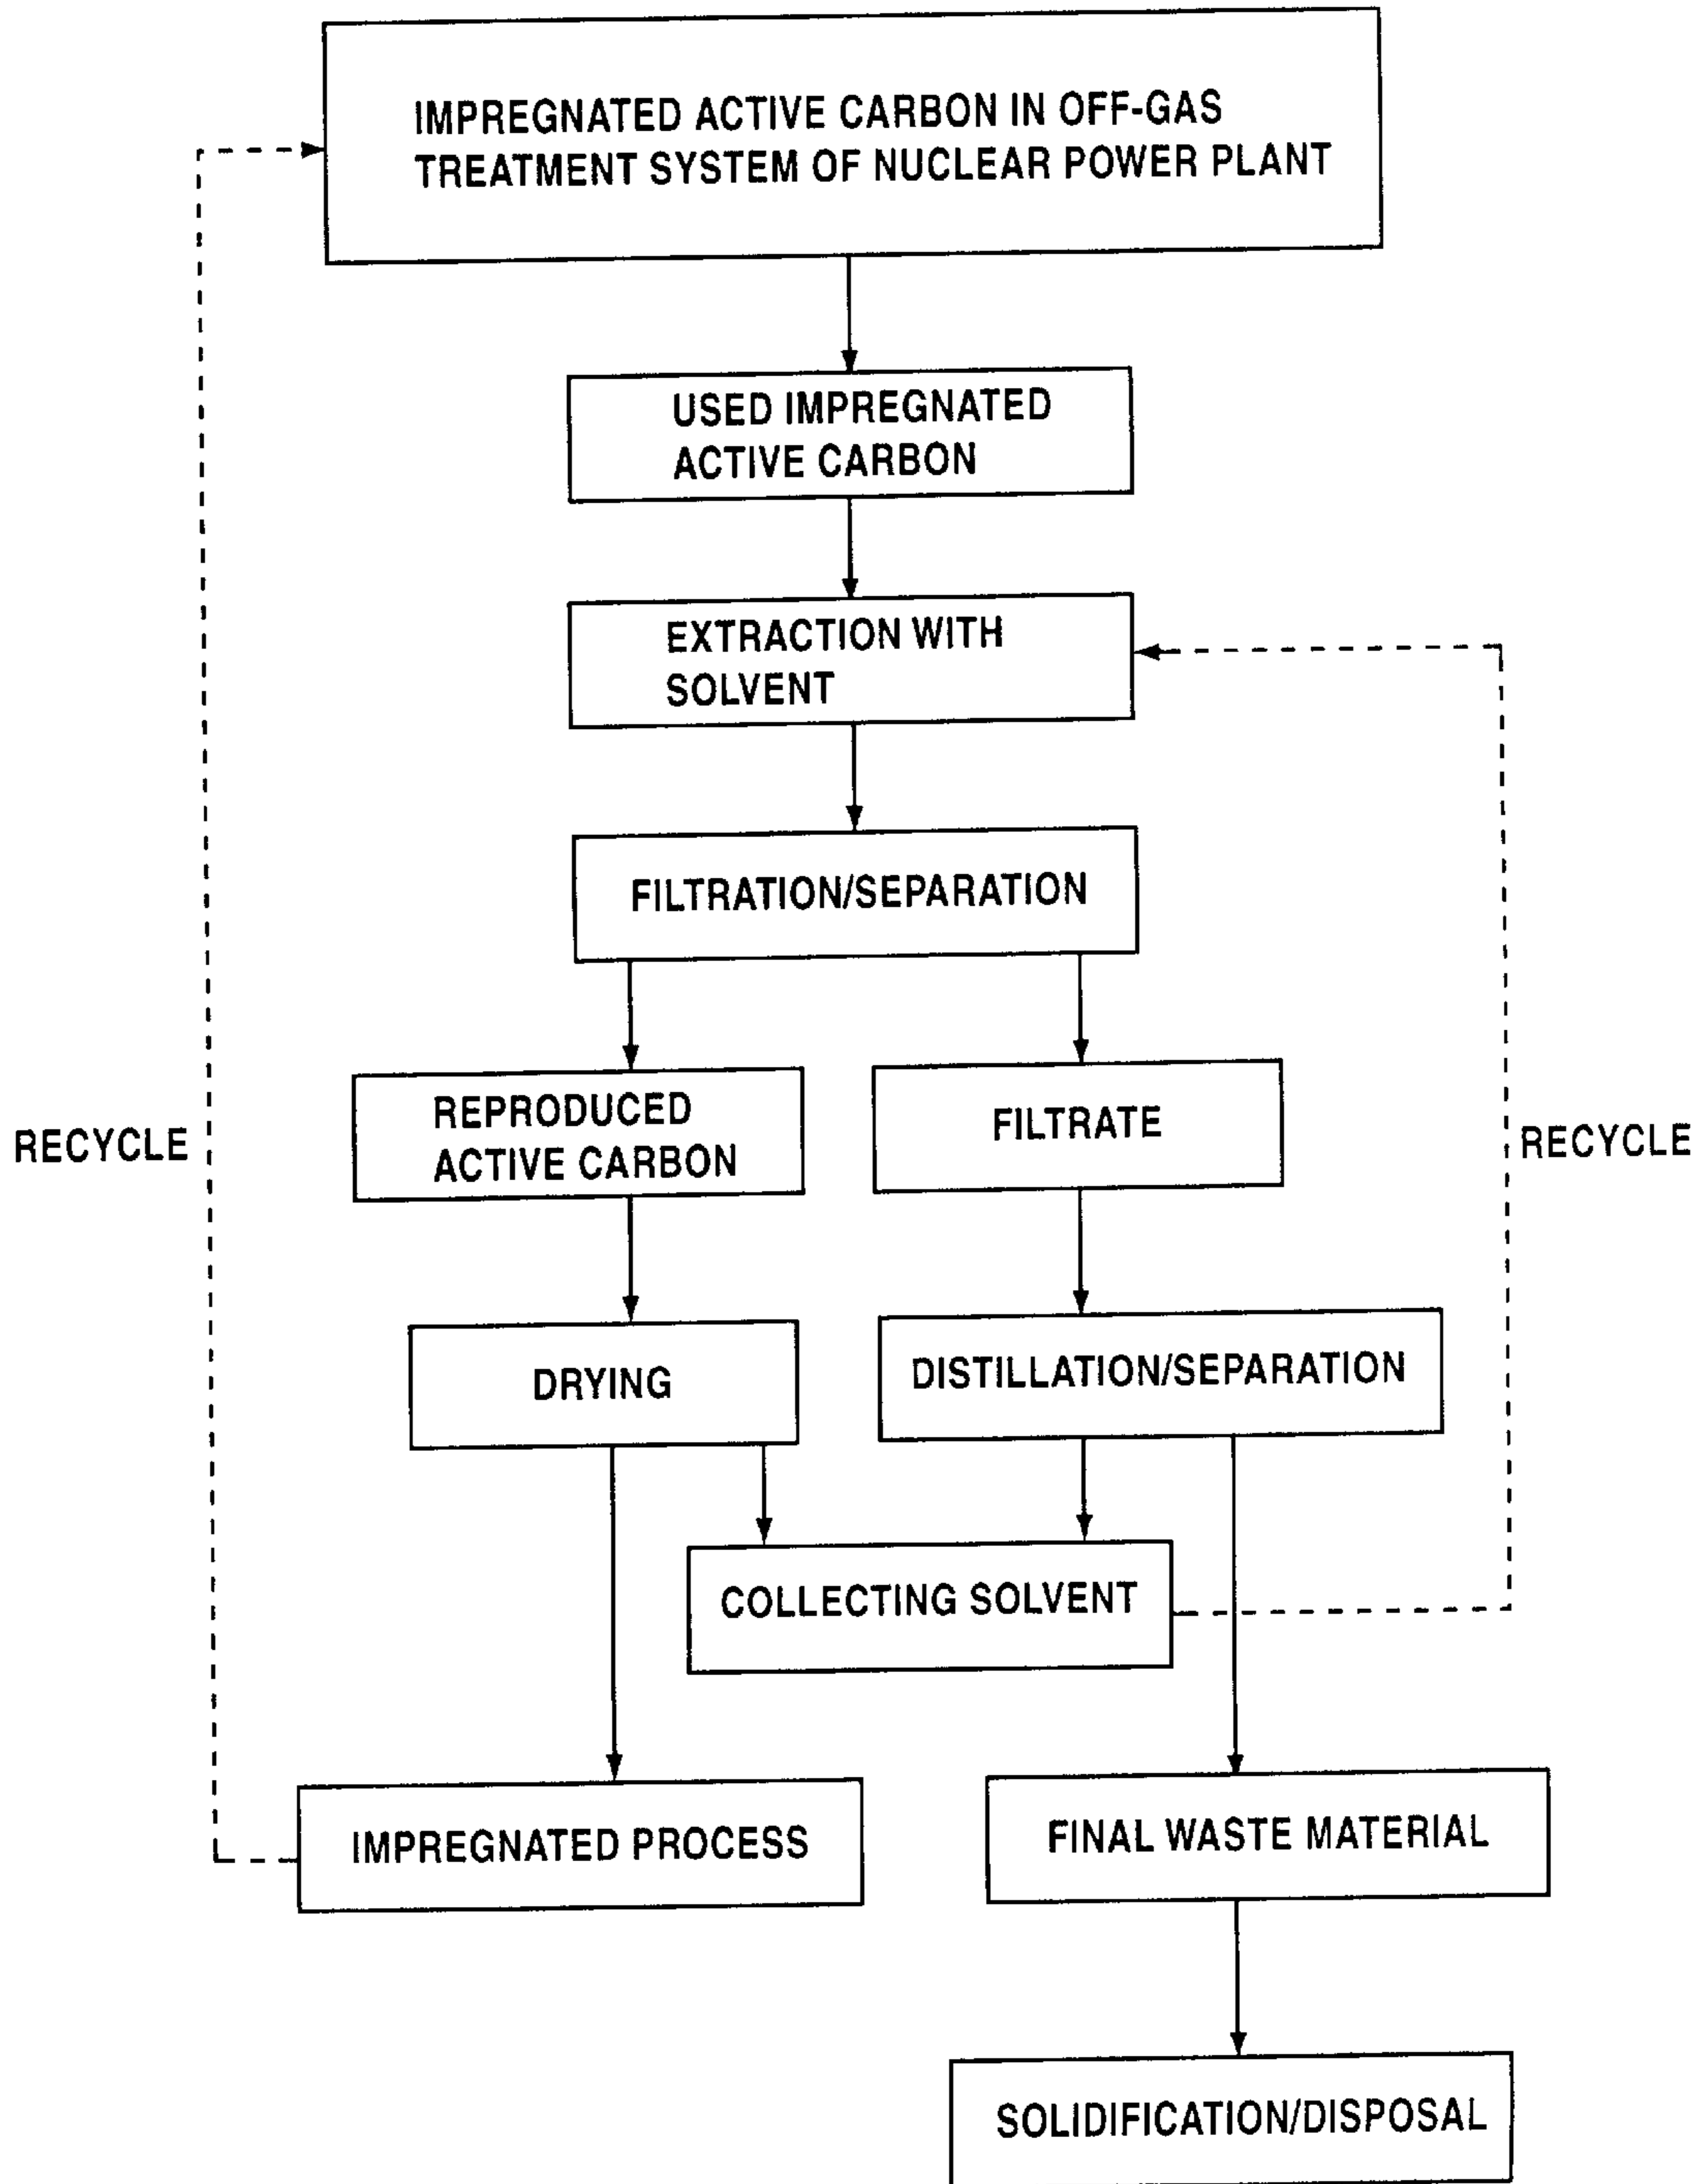 IMPREGNATED ACTIVE CARBON IN OFF-GAS
TREATMENT SYSTEM OF NUCLEAR POWER PLANT
USED IMPREGNATED
ACTIVE CARBON
EXTRACTION WITH
SOLVENT
FILTRATION/SEPARATION
REPRODUCED
ACTIVE CARBON
FILTRATE
RECYCLE
RECYCLE
DRYING
DISTILLATION/SEPARATION
COLLECTING SOLVENT
IMPREGNATED PROCESS
FINAL WASTE MATERIAL
SOLIDIFICATION/DISPOSAL